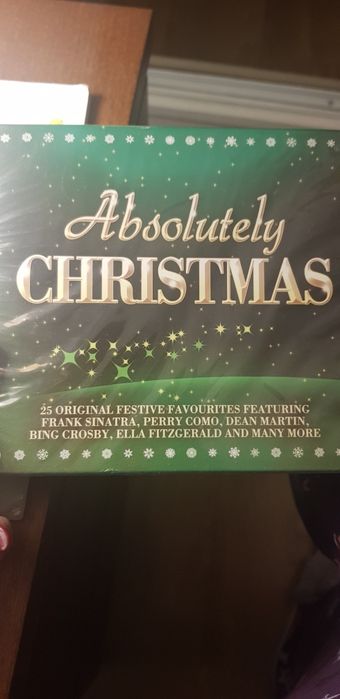 Absolutely
CHRISTMAS
25 ORIGINAL FESTIVE FAVOURITES FEATURING
FRANK SINATRA, PERRY COMO, DEAN MARTIN,
BING CROSBY, ELLA FITZGERALD AND MANY MORE